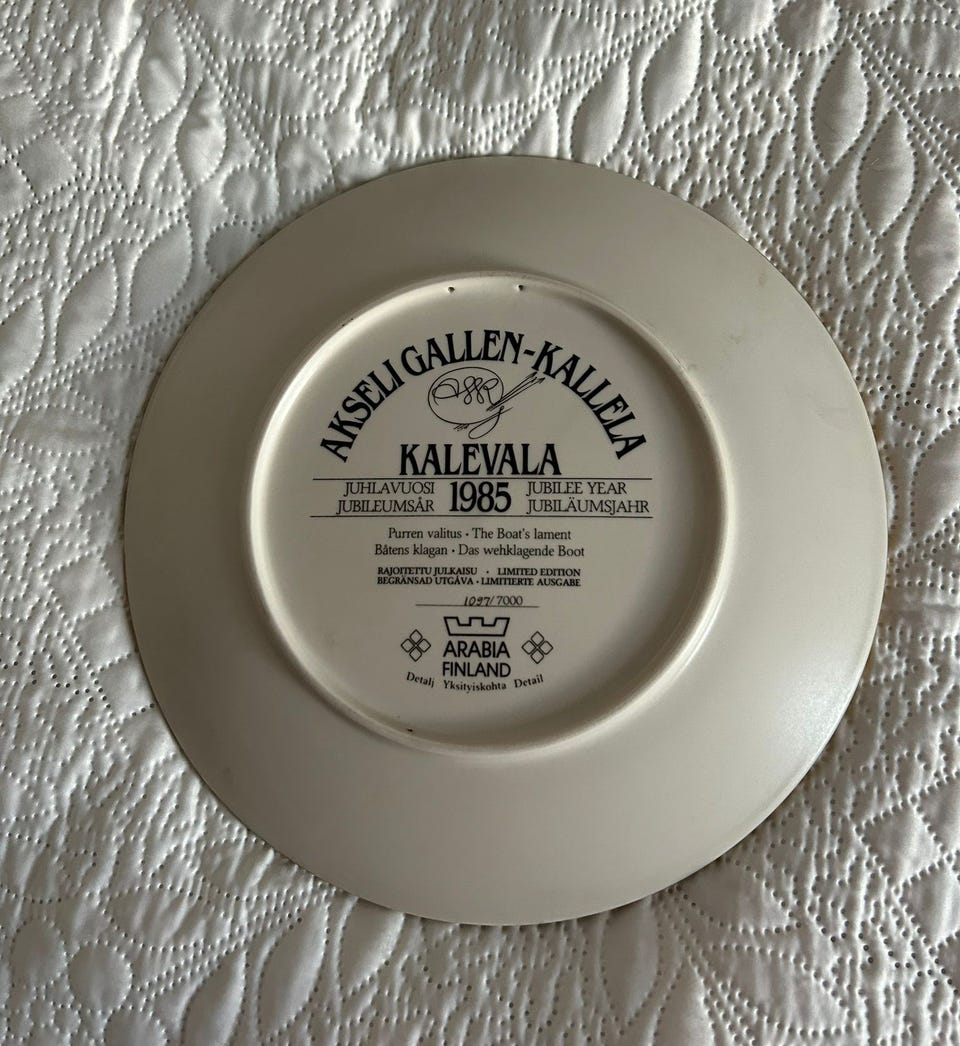 AKSELI GALLEN-KALLELA
KALEVALA
JUHLAVUOSI 1985 JUBILEE YEAR
JUBILEUMSÅR JUBILÄUMSJAHR
Purren valitus • The Boat's lament
Båtens klagan • Das wehklagende Boot
RAJOITETTU JULKAISU • LIMITED EDITION
BEGRÄNSAD UTGÅVA • LIMITIERTE AUSGABE
1097/7000
ARABIA
FINLAND
Detalj Yksityiskohta Detail